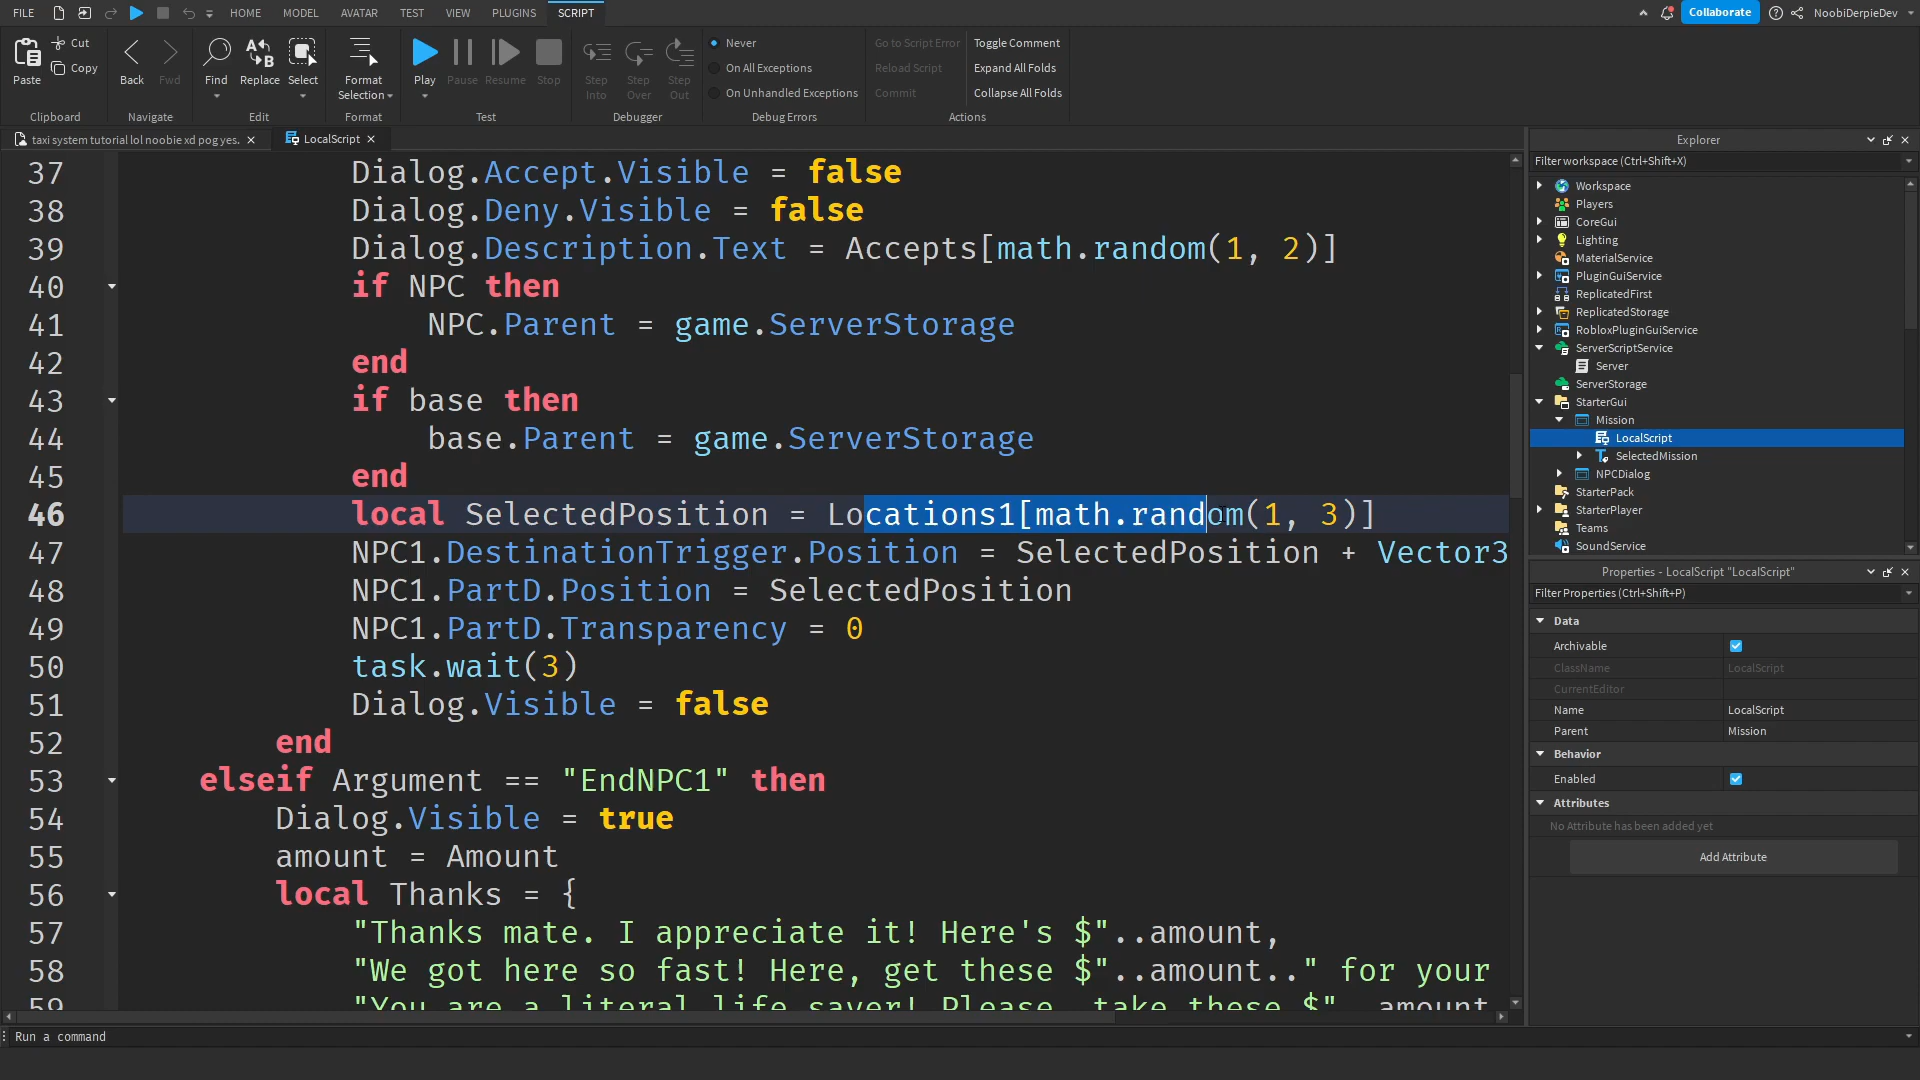 FILE HOME MODEL AVATAR TEST VIEW PLUGINS SCRIPT Collaborate NoobiDerpieDev
Paste Cut Copy Back Fwd Find Replace Select Format Selection Play Pause Resume Stop Step Into Step Over Step Out
Never
On All Exceptions
On Unhandled Exceptions
Go to Script Error
Reload Script
Commit
Toggle Comment
Expand All Folds
Collapse All Folds
Clipboard Navigate Edit Format Test Debugger Debug Errors Actions
taxi system tutorial lol noobie xd pog yes. LocalScript
37 Dialog.Accept.Visible = false
38 Dialog.Deny.Visible = false
39 Dialog.Description.Text = Accepts[math.random(1, 2)]
40 if NPC then
41 NPC.Parent = game.ServerStorage
42 end
43 if base then
44 base.Parent = game.ServerStorage
45 end
46 local SelectedPosition = Locations1[math.random(1, 3)]
47 NPC1.DestinationTrigger.Position = SelectedPosition + Vector3
48 NPC1.PartD.Position = SelectedPosition
49 NPC1.PartD.Transparency = 0
50 task.wait(3)
51 Dialog.Visible = false
52 end
53 elseif Argument == "EndNPC1" then
54 Dialog.Visible = true
55 amount = Amount
56 local Thanks = {
57 "Thanks mate. I appreciate it! Here's $"..amount,
58 "We got here so fast! Here, get these $"..amount.." for your
59 "You are a literal life saver! Please, take these $"..amount
Run a command
Explorer
Filter workspace (Ctrl+Shift+X)
Workspace
Players
CoreGui
Lighting
MaterialService
PluginGuiService
ReplicatedFirst
ReplicatedStorage
RobloxPluginGuiService
ServerScriptService
Server
ServerStorage
StarterGui
Mission
LocalScript
SelectedMission
NPCDialog
StarterPack
StarterPlayer
Teams
SoundService
Properties - LocalScript "LocalScript"
Filter Properties (Ctrl+Shift+P)
Data
Archivable
ClassName LocalScript
CurrentEditor
Name LocalScript
Parent Mission
Behavior
Enabled
Attributes
No Attribute has been added yet
Add Attribute